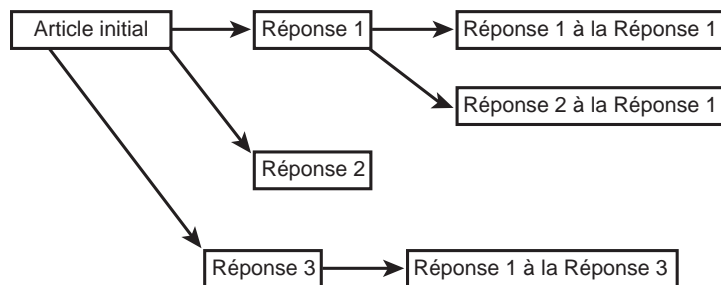 Article initial
Réponse 1
Réponse 1 à la Réponse 1
Réponse 2 à la Réponse 1
Réponse 2
Réponse 3
Réponse 1 à la Réponse 3